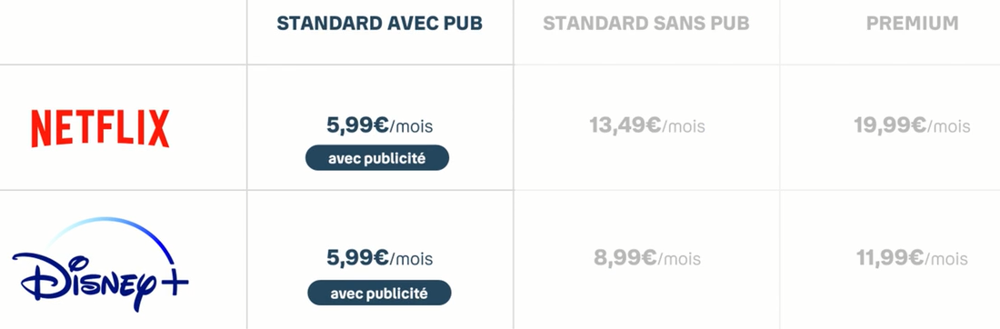 STANDARD AVEC PUB STANDARD SANS PUB PREMIUM
NETFLIX 5,99€/mois 13,49€/mois 19,99€/mois
avec publicité
Disney+ 5,99€/mois 8,99€/mois 11,99€/mois
avec publicité